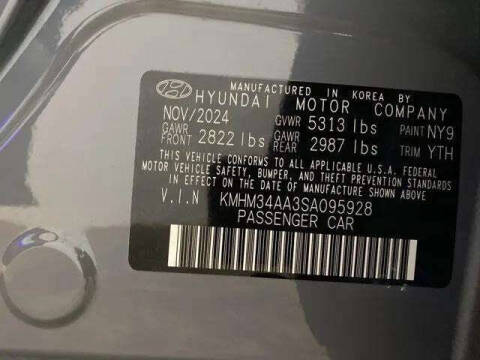 MANUFACTURED IN KOREA BY
HYUNDAI MOTOR COMPANY
NOV/2024 GVWR 5313 lbs PAINT NY9
GAWR FRONT 2822 lbs GAWR REAR 2987 lbs TRIM YTH
THIS VEHICLE CONFORMS TO ALL APPLICABLE U.S.A. FEDERAL
MOTOR VEHICLE SAFETY, BUMPER, AND THEFT PREVENTION STANDARDS
IN EFFECT ON THE DATE OF MANUFACTURE SHOWN ABOVE
V.I.N KMHM34AA3SA095928
PASSENGER CAR